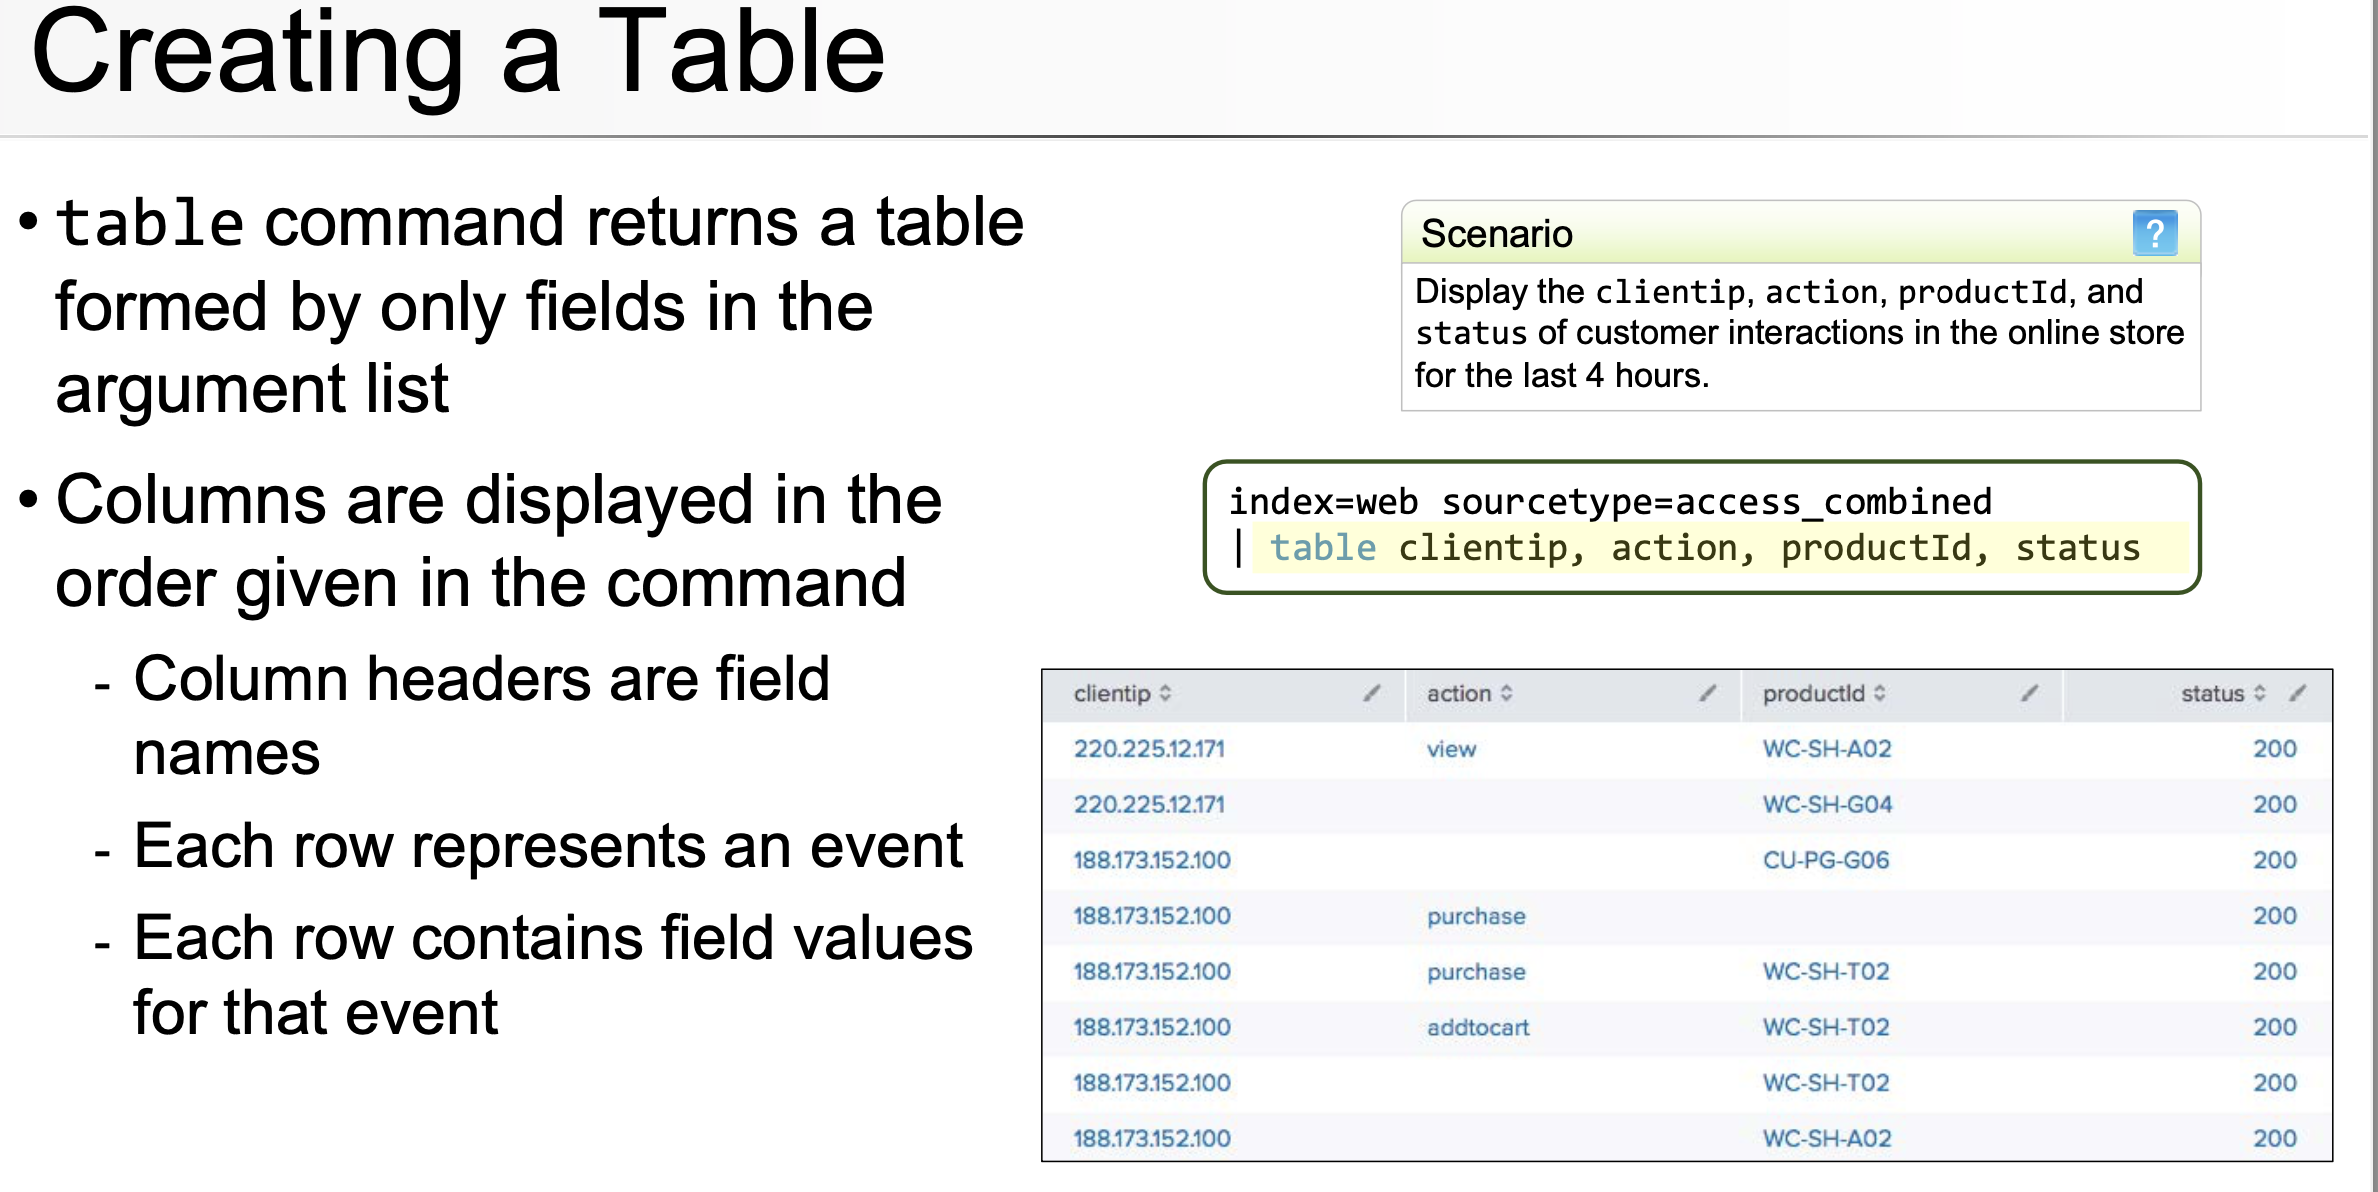 Creating a Table
• table command returns a table
formed by only fields in the
argument list
• Columns are displayed in the
order given in the command
- Column headers are field
names
- Each row represents an event
- Each row contains field values
for that event
Scenario ?
Display the clientip, action, productId, and
status of customer interactions in the online store
for the last 4 hours.
index=web sourcetype=access_combined
| table clientip, action, productId, status
clientip action productId status
220.225.12.171 view WC-SH-A02 200
220.225.12.171 WC-SH-G04 200
188.173.152.100 CU-PG-G06 200
188.173.152.100 purchase 200
188.173.152.100 purchase WC-SH-T02 200
188.173.152.100 addtocart WC-SH-T02 200
188.173.152.100 WC-SH-T02 200
188.173.152.100 WC-SH-A02 200